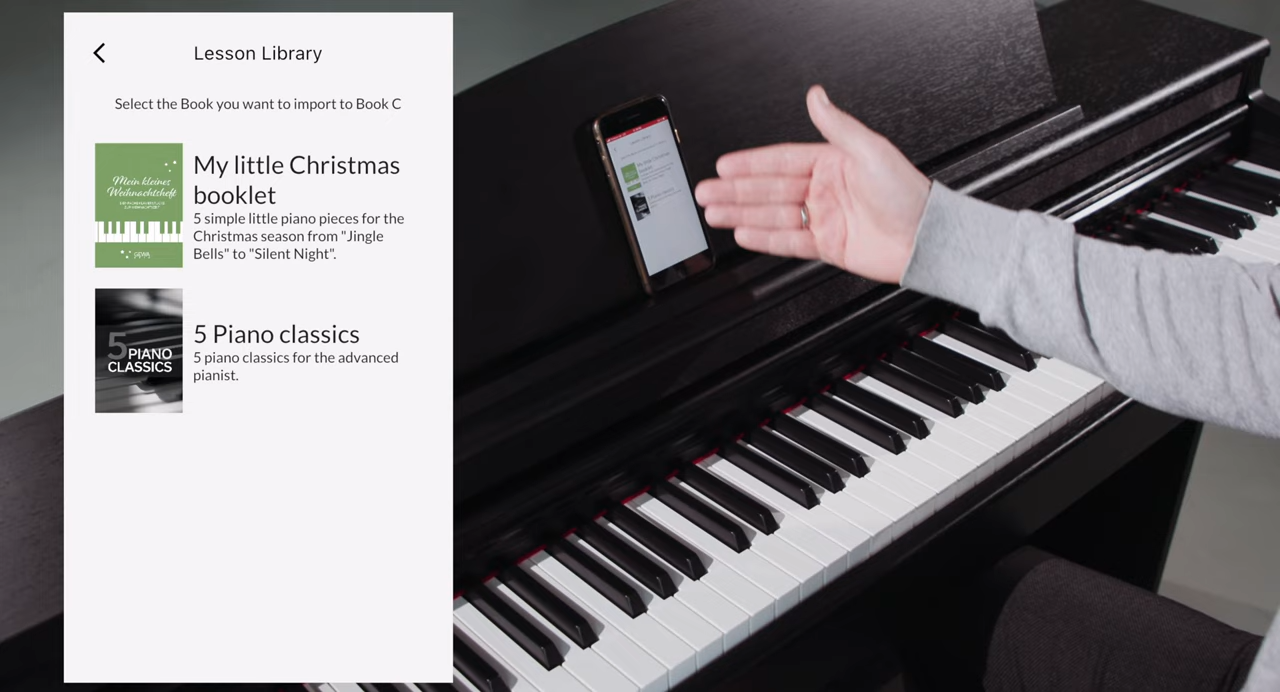 Lesson Library
Select the Book you want to import to Book C
Mein kleines
Weihnachtsheft
My little Christmas
booklet
5 simple little piano pieces for the
Christmas season from "Jingle
Bells" to "Silent Night".
5 PIANO
CLASSICS
5 Piano classics
5 piano classics for the advanced
pianist.